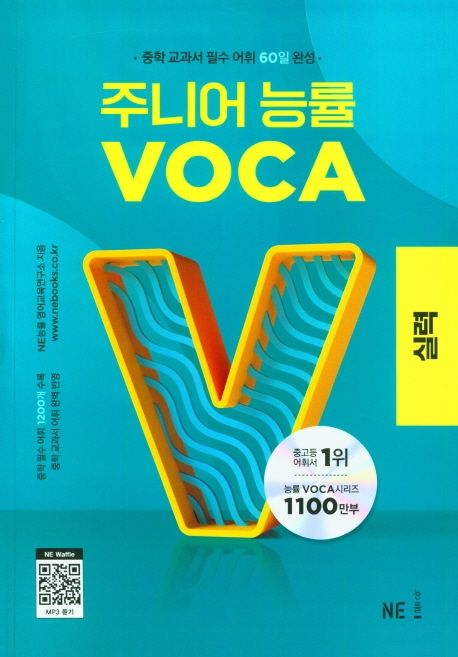 · 중학 교과서 필수 어휘 60일 완성 ·
주니어 능률
VOCA
NE능률 영어교육연구소 지음
www.nebooks.co.kr
중학 필수 어휘 1200개 수록
중학 교과서 어휘 완벽 반영
실력
중고등
어휘서 1위
능률 VOCA시리즈
1100만부
NE Waffle
MP3 듣기
NE 능률